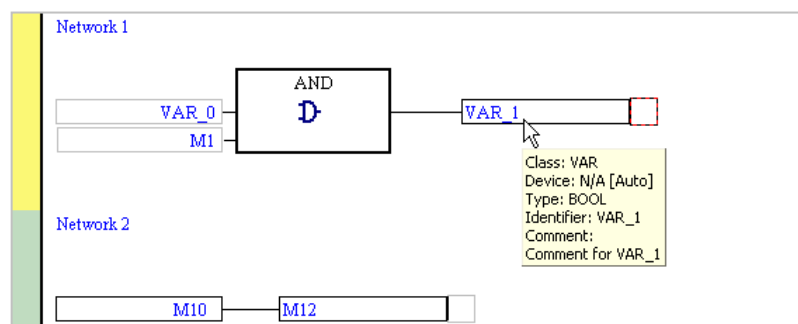 Network 1
AND
VAR_0
VAR_1
M1
Class: VAR
Device: N/A [Auto]
Type: BOOL
Identifier: VAR_1
Comment:
Comment for VAR_1
Network 2
M10
M12